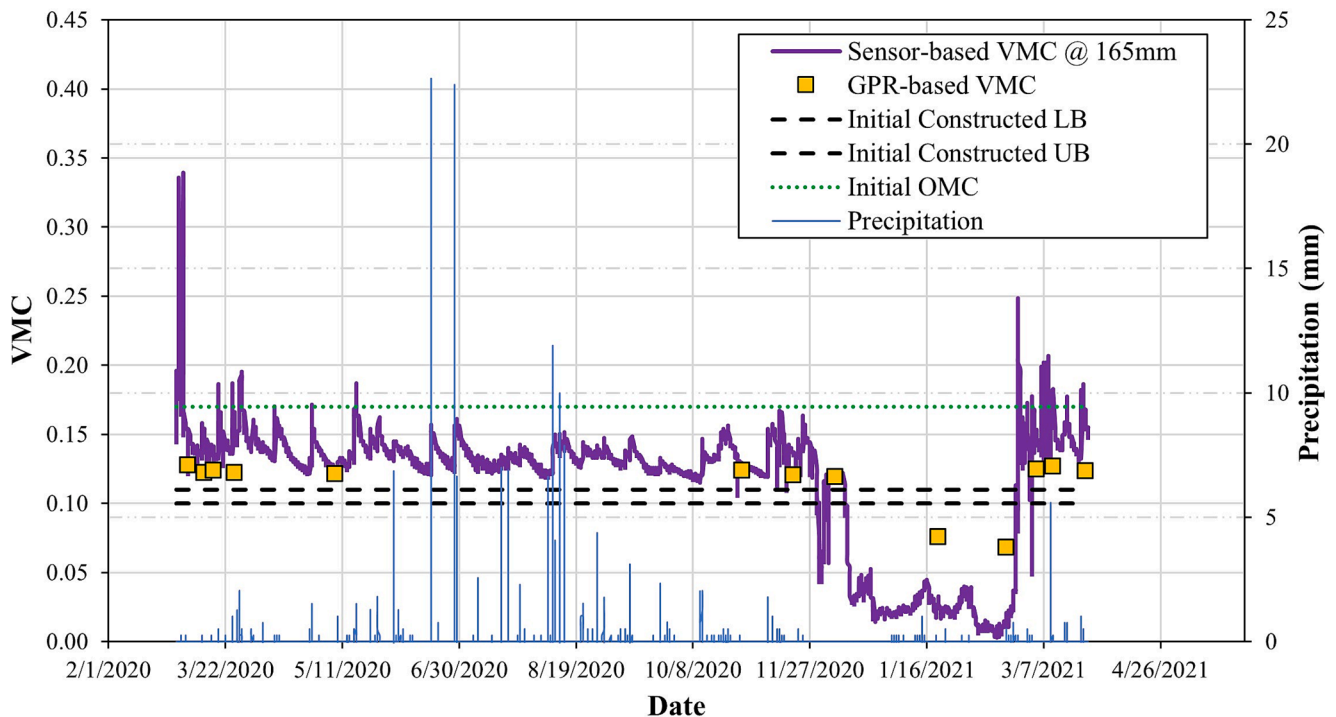 0.45
0.40
0.35
0.30
0.25
0.20
0.15
0.10
0.05
0.00
VMC
25
20
15
10
5
0
Precipitation (mm)
Sensor-based VMC @ 165mm
GPR-based VMC
Initial Constructed LB
Initial Constructed UB
Initial OMC
Precipitation
2/1/2020 3/22/2020 5/11/2020 6/30/2020 8/19/2020 10/8/2020 11/27/2020 1/16/2021 3/7/2021 4/26/2021
Date